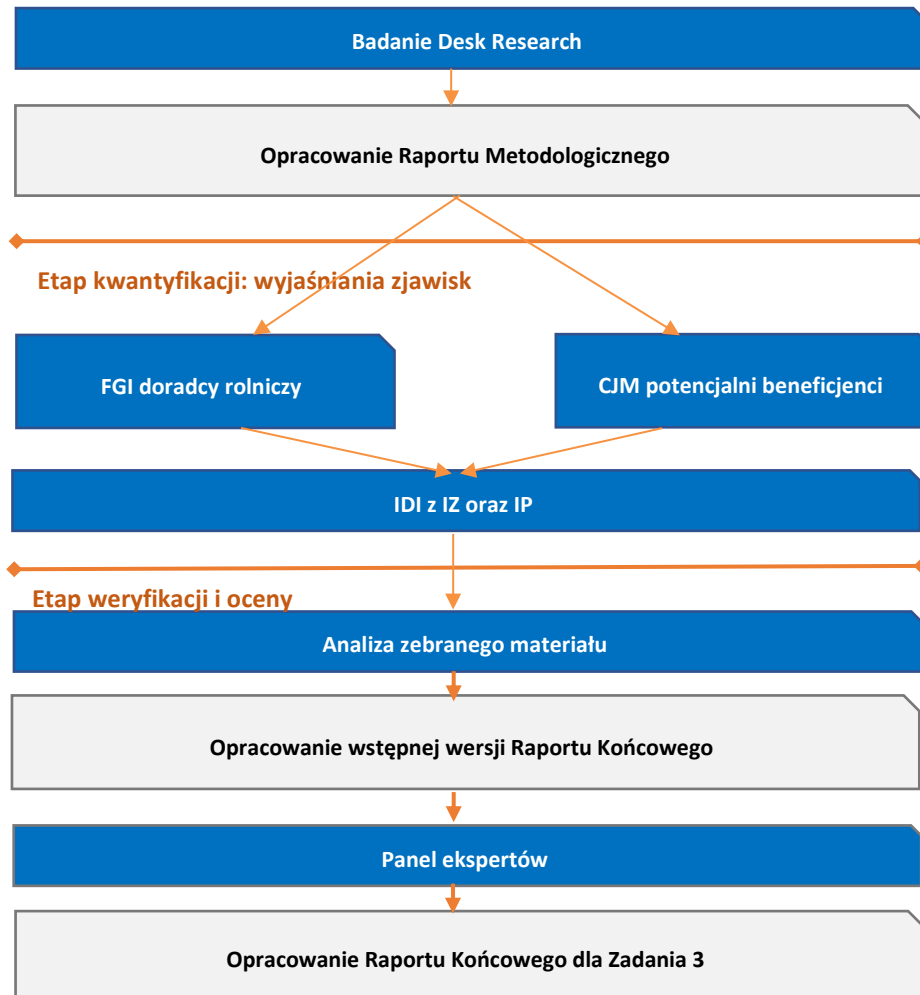 Badanie Desk Research
Opracowanie Raportu Metodologicznego
Etap kwantyfikacji: wyjaśniania zjawisk
FGI doradcy rolniczy
CJM potencjalni beneficjenci
IDI z IZ oraz IP
Etap weryfikacji i oceny
Analiza zebranego materiału
Opracowanie wstępnej wersji Raportu Końcowego
Panel ekspertów
Opracowanie Raportu Końcowego dla Zadania 3